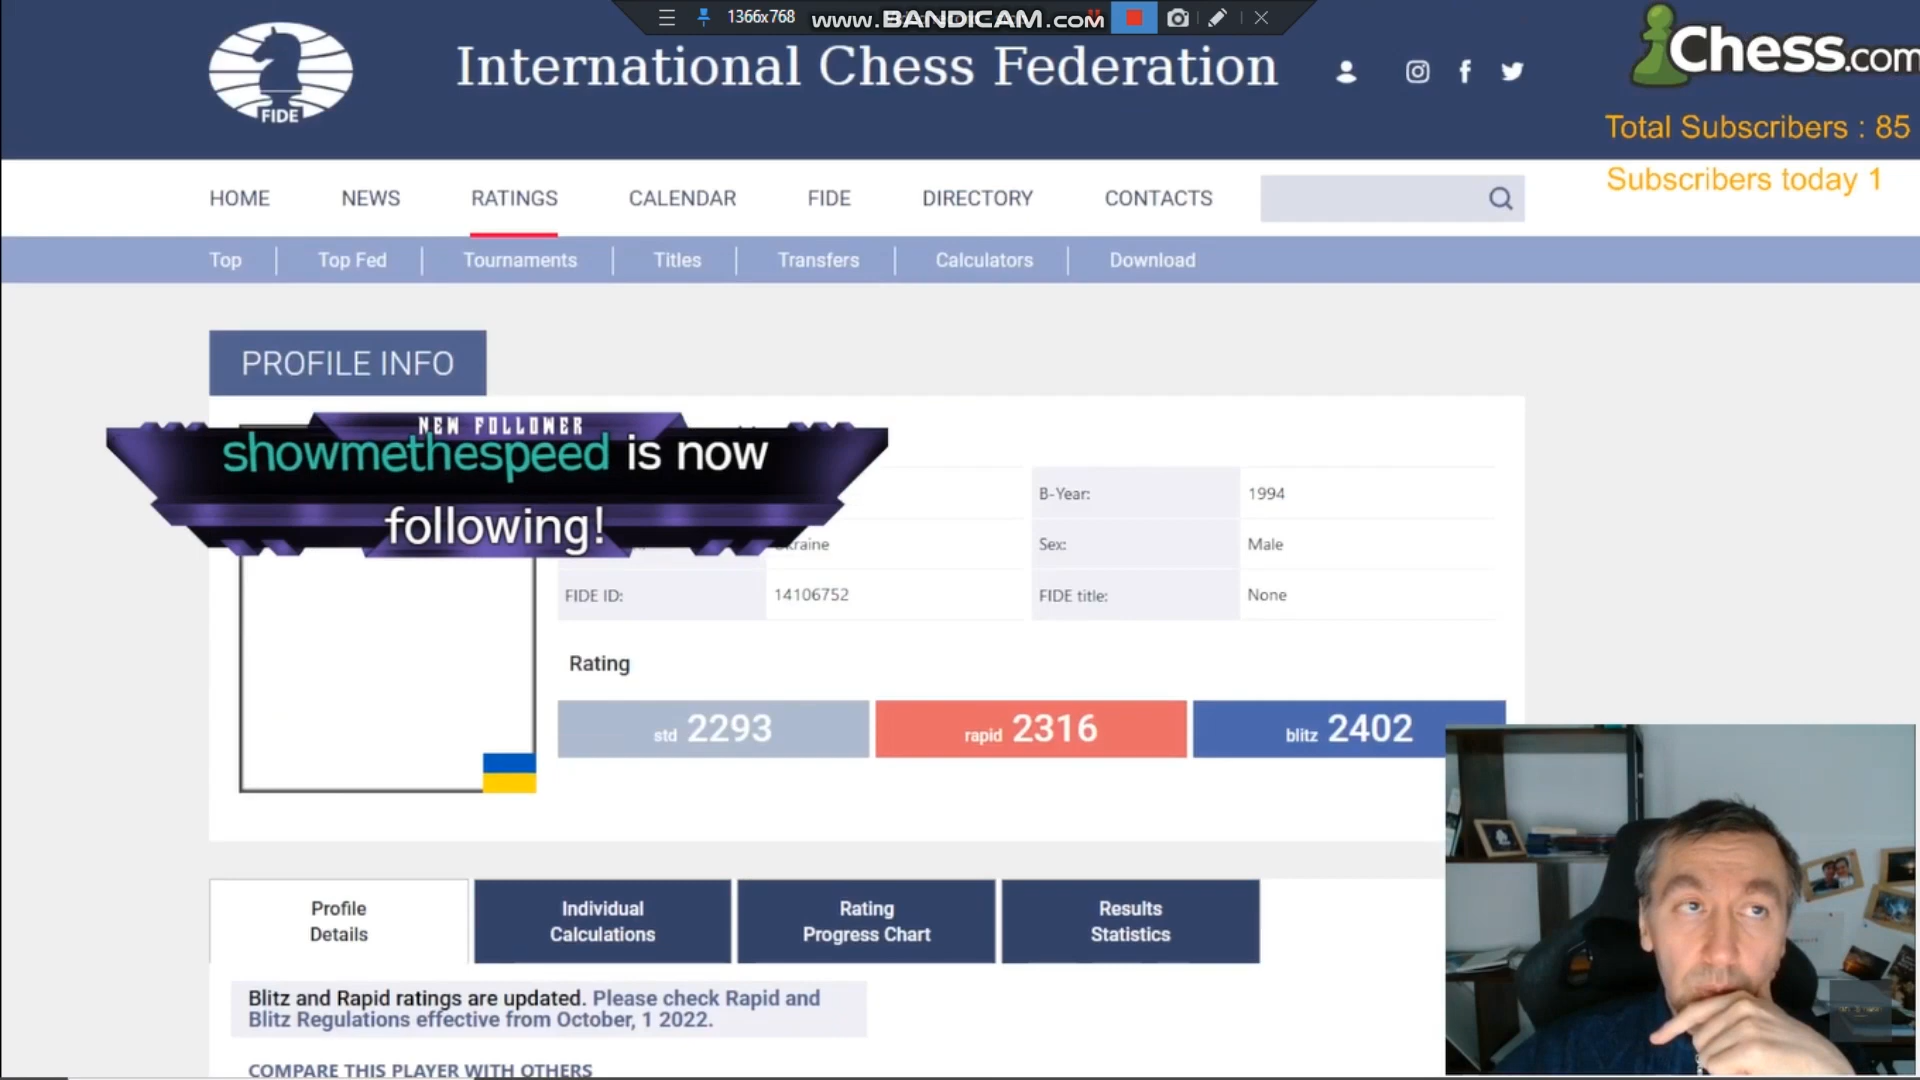 1366x768
www.BANDICAM.com
FIDE
International Chess Federation
Chess.com
Total Subscribers : 85
Subscribers today 1
HOME NEWS RATINGS CALENDAR FIDE DIRECTORY CONTACTS
Top Top Fed Tournaments Titles Transfers Calculators Download
PROFILE INFO
NEW FOLLOWER
showmethespeed is now
following!
B-Year: 1994
Sex: Male
FIDE ID: 14106752 FIDE title: None
Rating
std 2293 rapid 2316 blitz 2402
Profile
Details
Individual
Calculations
Rating
Progress Chart
Results
Statistics
Blitz and Rapid ratings are updated. Please check Rapid and
Blitz Regulations effective from October, 1 2022.
COMPARE THIS PLAYER WITH OTHERS